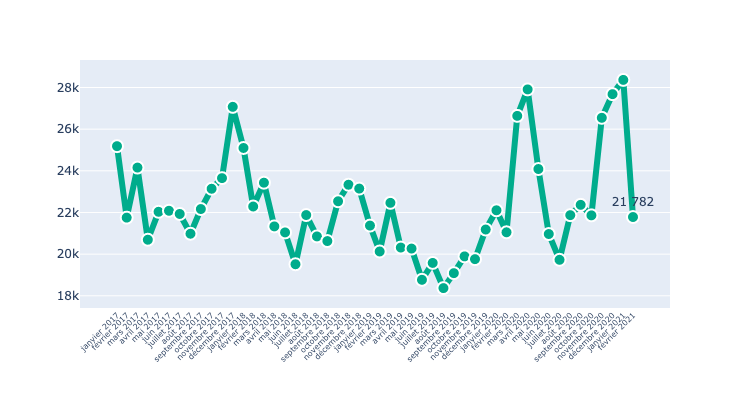 28k
26k
24k
22k
20k
18k
21 782
janvier 2017
février 2017
mars 2017
avril 2017
mai 2017
juin 2017
juillet 2017
août 2017
septembre 2017
octobre 2017
novembre 2017
décembre 2017
janvier 2018
février 2018
mars 2018
avril 2018
mai 2018
juin 2018
juillet 2018
août 2018
septembre 2018
octobre 2018
novembre 2018
décembre 2018
janvier 2019
février 2019
mars 2019
avril 2019
mai 2019
juin 2019
juillet 2019
août 2019
septembre 2019
octobre 2019
novembre 2019
décembre 2019
janvier 2020
février 2020
mars 2020
avril 2020
mai 2020
juin 2020
juillet 2020
août 2020
septembre 2020
octobre 2020
novembre 2020
décembre 2020
janvier 2021
février 2021